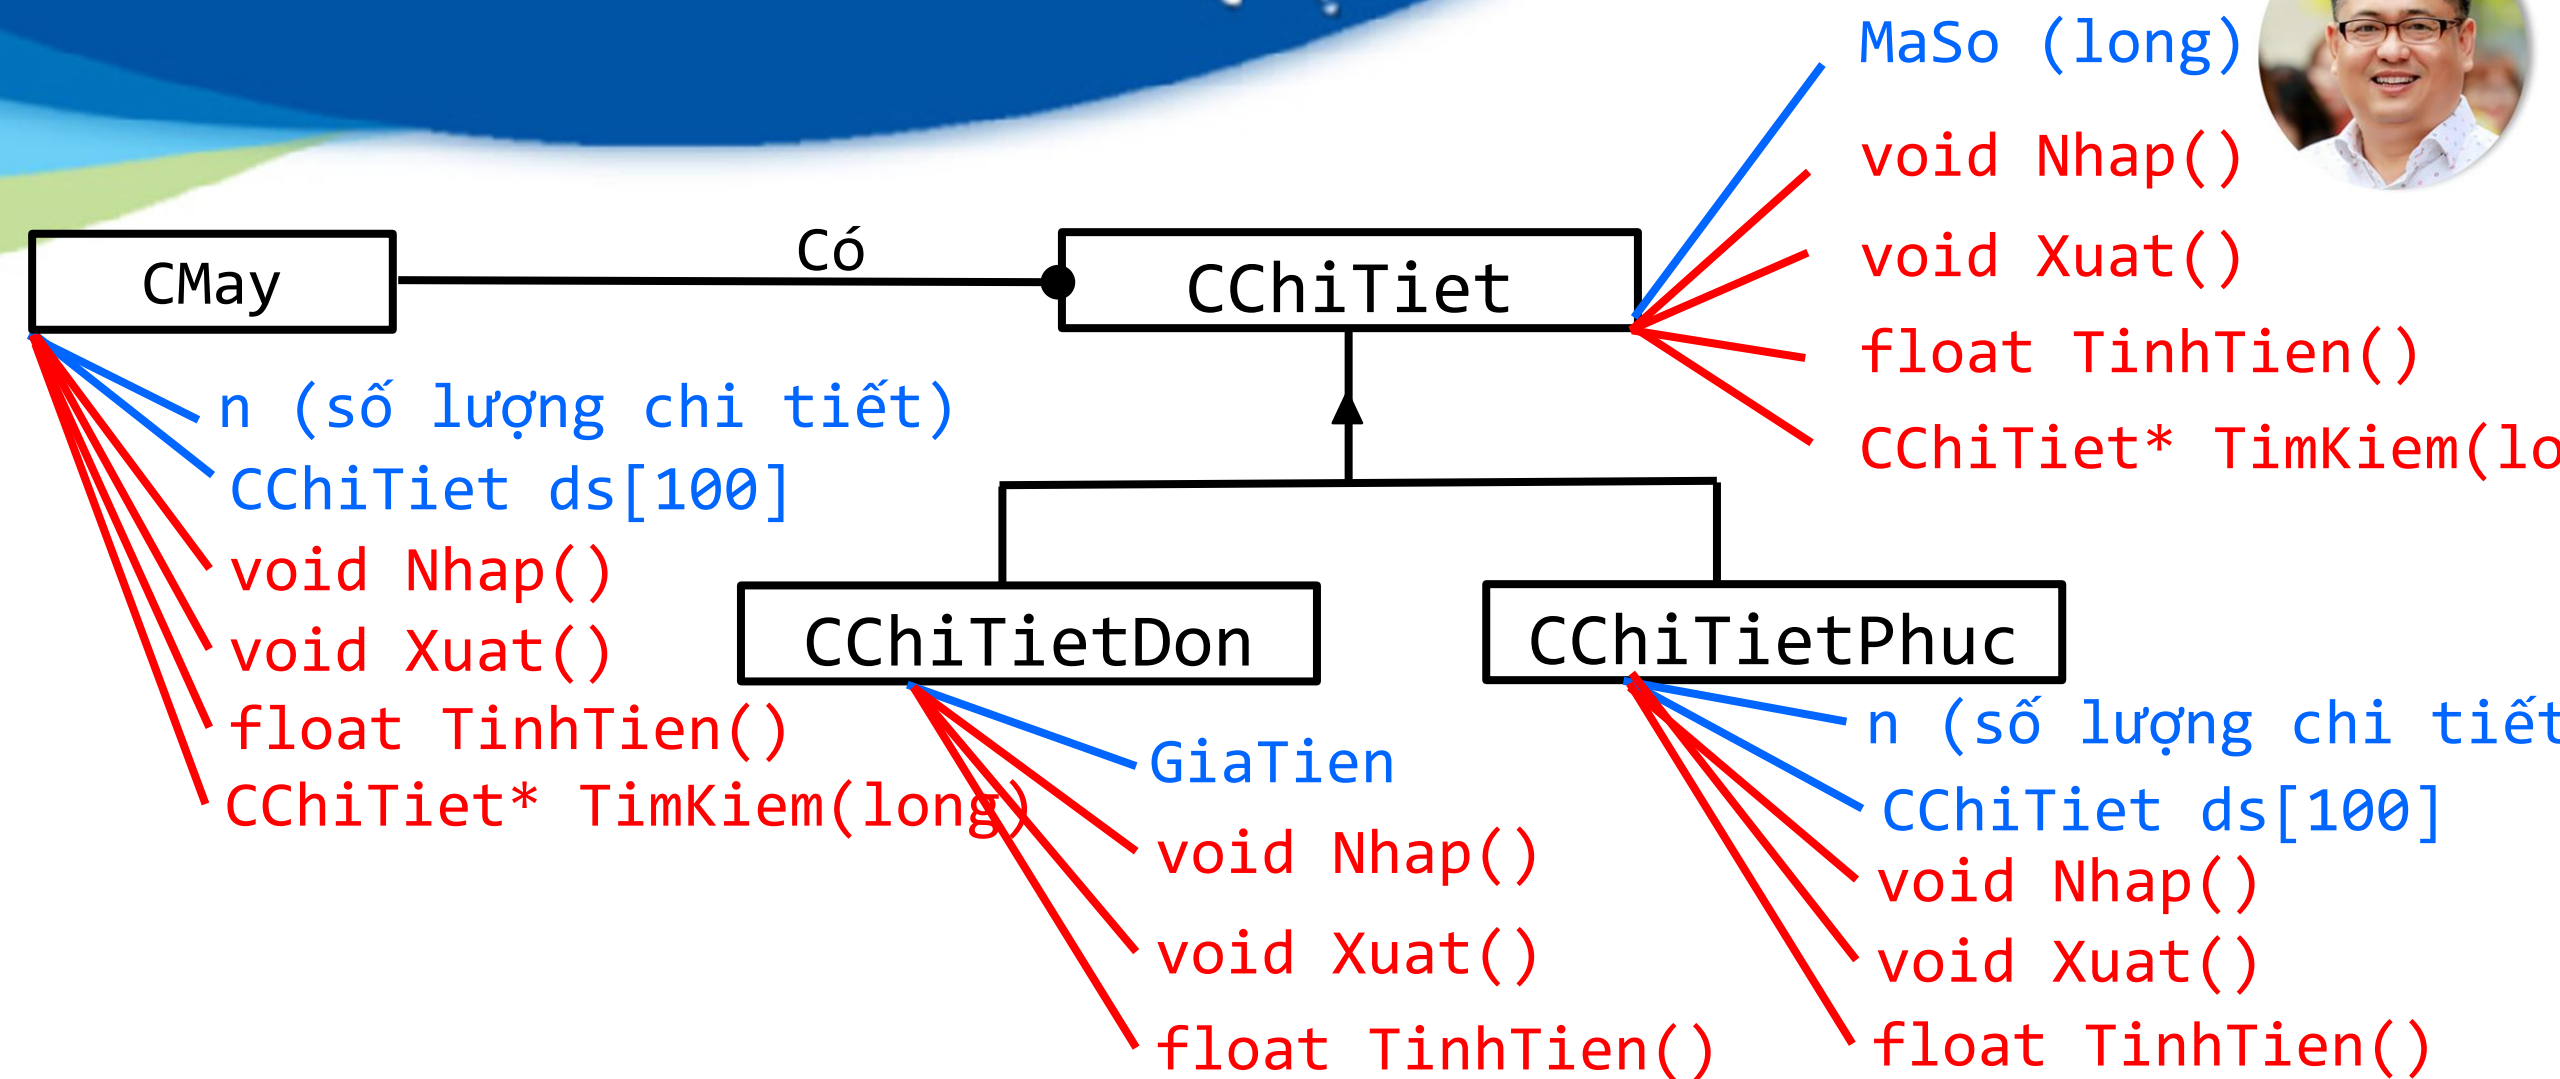 MaSo (long)
void Nhap()
void Xuat()
float TinhTien()
CChiTiet* TimKiem(lo
CMay
Có
CChiTiet
n (số lượng chi tiết)
CChiTiet ds[100]
void Nhap()
void Xuat()
float TinhTien()
CChiTiet* TimKiem(long)
CChiTietDon
GiaTien
void Nhap()
void Xuat()
float TinhTien()
CChiTietPhuc
n (số lượng chi tiết
CChiTiet ds[100]
void Nhap()
void Xuat()
float TinhTien()